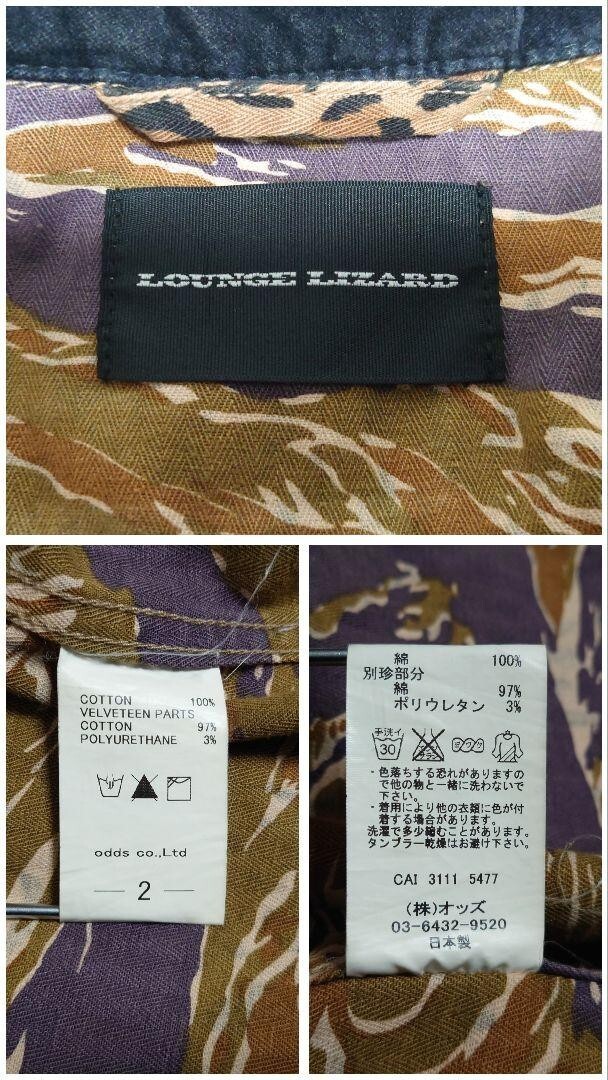 LOUNGE LIZARD
COTTON 100%
VELVETEEN PARTS
COTTON 97%
POLYURETHANE 3%
odds co.,Ltd
2
綿 100%
別珍部分
綿 97%
ポリウレタン 3%
手洗イ
30
ヨワク
・色落ちする恐れがありますの
で他の物と一緒に洗わないで
下さい。
・着用により他の衣類に色が付
着する場合があります。
洗濯で多少縮むことがあります。
タンブラー乾燥はお避け下さい。
CAI 3111 5477
(株)オッズ
03-6432-9520
日本製